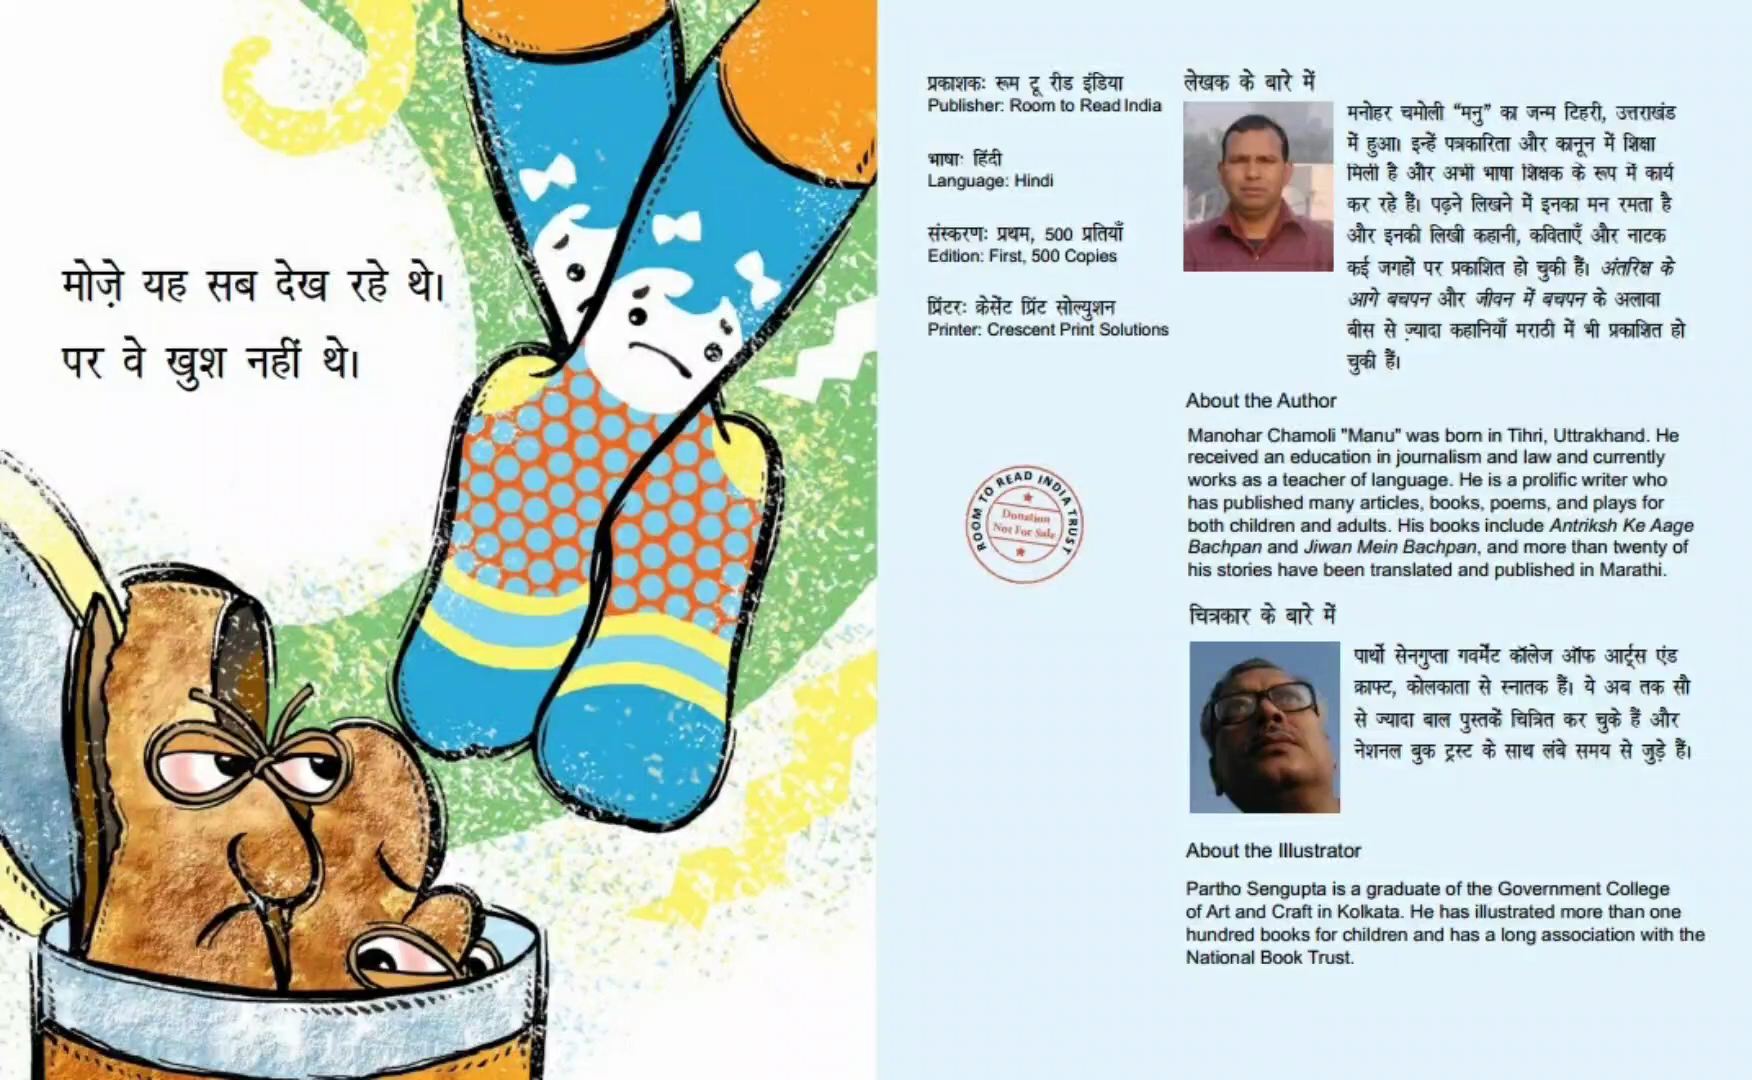 मोज़े यह सब देख रहे थे।
पर वे खुश नहीं थे।
प्रकाशकः रूम टू रीड इंडिया
Publisher: Room to Read India
भाषाः हिंदी
Language: Hindi
संस्करणः प्रथम, 500 प्रतियाँ
Edition: First, 500 Copies
प्रिंटरः क्रेसेंट प्रिंट सोल्युशन
Printer: Crescent Print Solutions
ROOM TO READ INDIA TRUST
Donation
Not For Sale
लेखक के बारे में
मनोहर चमोली “मनु” का जन्म टिहरी, उत्तराखंड
में हुआ। इन्हें पत्रकारिता और कानून में शिक्षा
मिली है और अभी भाषा शिक्षक के रूप में कार्य
कर रहे हैं। पढ़ने लिखने में इनका मन रमता है
और इनकी लिखी कहानी, कविताएँ और नाटक
कई जगहों पर प्रकाशित हो चुकी हैं। अंतरिक्ष के
आगे बचपन और जीवन में बचपन के अलावा
बीस से ज़्यादा कहानियाँ मराठी में भी प्रकाशित हो
चुकी हैं।
About the Author
Manohar Chamoli "Manu" was born in Tihri, Uttrakhand. He
received an education in journalism and law and currently
works as a teacher of language. He is a prolific writer who
has published many articles, books, poems, and plays for
both children and adults. His books include Antriksh Ke Aage
Bachpan and Jiwan Mein Bachpan, and more than twenty of
his stories have been translated and published in Marathi.
चित्रकार के बारे में
पार्थो सेनगुप्ता गवर्मेंट कॉलेज ऑफ आर्ट्स एंड
क्राफ्ट, कोलकाता से स्नातक हैं। ये अब तक सौ
से ज्यादा बाल पुस्तकें चित्रित कर चुके हैं और
नेशनल बुक ट्रस्ट के साथ लंबे समय से जुड़े हैं।
About the Illustrator
Partho Sengupta is a graduate of the Government College
of Art and Craft in Kolkata. He has illustrated more than one
hundred books for children and has a long association with the
National Book Trust.